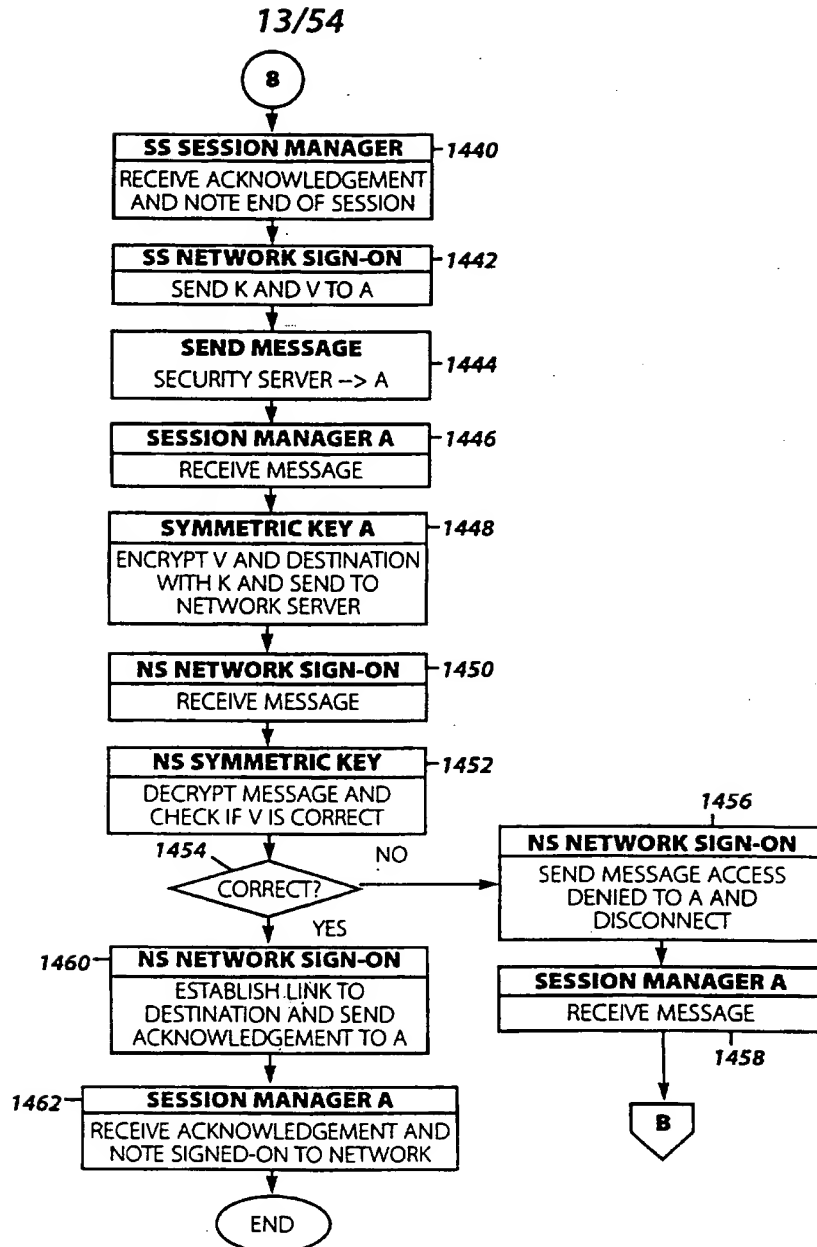 13/54
8
SS SESSION MANAGER
1440
RECEIVE ACKNOWLEDGEMENT
AND NOTE END OF SESSION
SS NETWORK SIGN-ON
1442
SEND K AND V TO A
SEND MESSAGE
1444
SECURITY SERVER --> A
SESSION MANAGER A
1446
RECEIVE MESSAGE
SYMMETRIC KEY A
1448
ENCRYPT V AND DESTINATION
WITH K AND SEND TO
NETWORK SERVER
NS NETWORK SIGN-ON
1450
RECEIVE MESSAGE
NS SYMMETRIC KEY
1452
DECRYPT MESSAGE AND
CHECK IF V IS CORRECT
1454
CORRECT?
NO
YES
1456
NS NETWORK SIGN-ON
SEND MESSAGE ACCESS
DENIED TO A AND
DISCONNECT
SESSION MANAGER A
RECEIVE MESSAGE
1458
B
1460
NS NETWORK SIGN-ON
ESTABLISH LINK TO
DESTINATION AND SEND
ACKNOWLEDGEMENT TO A
1462
SESSION MANAGER A
RECEIVE ACKNOWLEDGEMENT AND
NOTE SIGNED-ON TO NETWORK
END